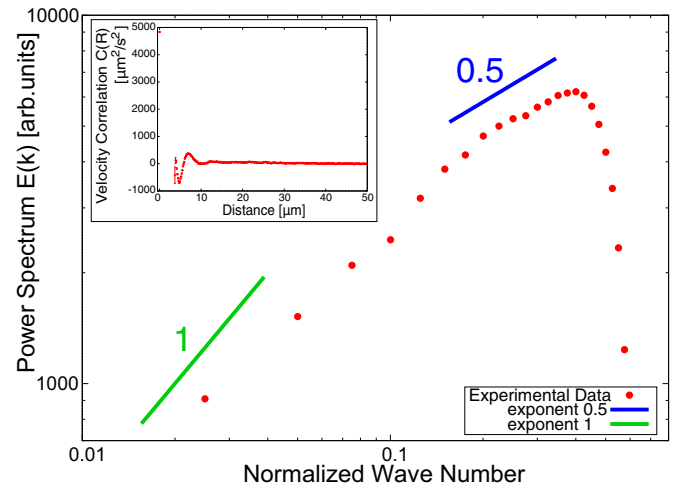 10000
1000
Power Spectrum E(k) [arb.units]
0.01
0.1
Normalized Wave Number
Velocity Correlation C(R)
[µm²/s²]
5000
4000
3000
2000
1000
0
-1000
0
10
20
30
40
50
Distance [µm]
0.5
1
Experimental Data
exponent 0.5
exponent 1